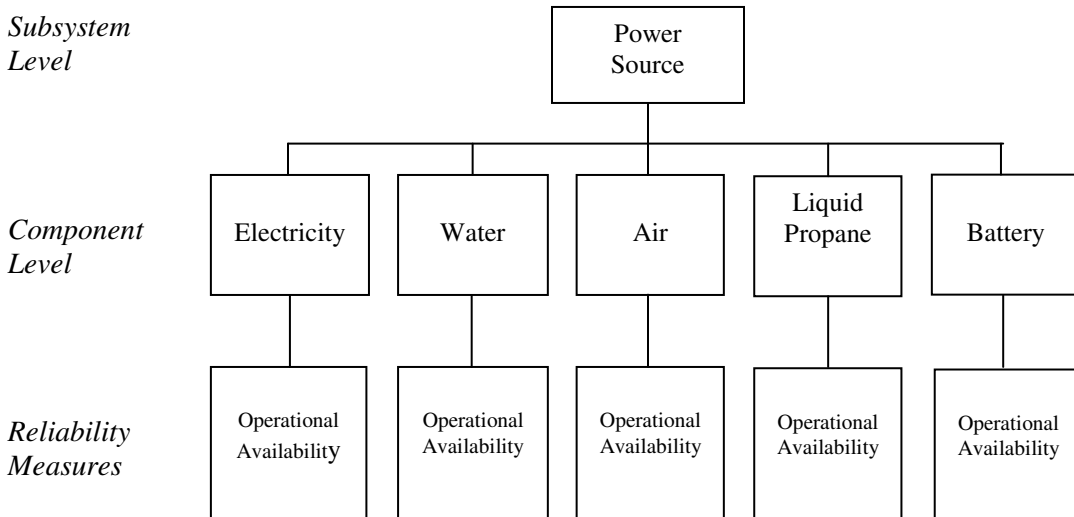 Subsystem
Level
Power
Source
Component
Level
Electricity
Water
Air
Liquid
Propane
Battery
Reliability
Measures
Operational
Availability
Operational
Availability
Operational
Availability
Operational
Availability
Operational
Availability